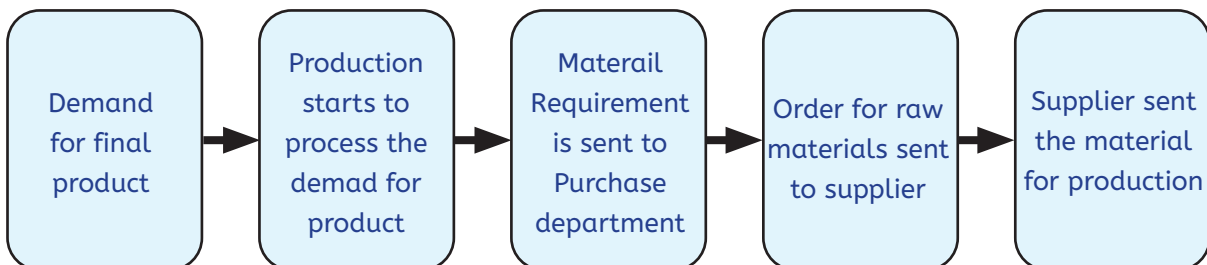 Demand
for final
product
Production
starts to
process the
demad for
product
Materail
Requirement
is sent to
Purchase
department
Order for raw
materials sent
to supplier
Supplier sent
the material
for production